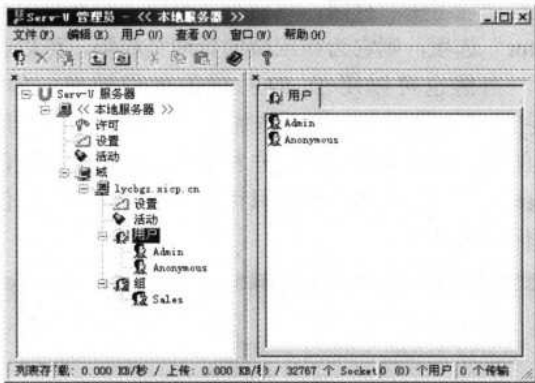 Serv-U 管理员 - << 本地服务器 >>
文件(F) 编辑(E) 用户(U) 查看(V) 窗口(W) 帮助(H)
Serv-U 服务器
<< 本地服务器 >>
许可
设置
活动
域
lycbgz.xicp.cn
设置
活动
用户
Admin
Anonymous
组
Sales
用户
Admin
Anonymous
列表存 载: 0.000 KB/秒 / 上传: 0.000 KB/秒 / 32767 个 Socket 0 (0) 个用户 0 个传输